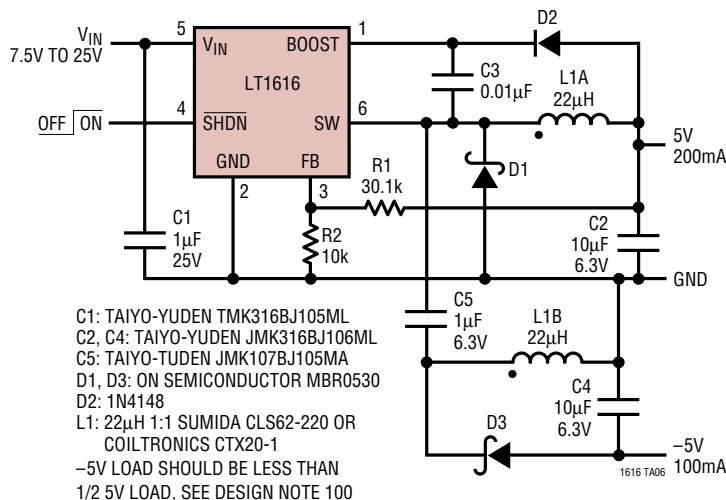 VIN
7.5V TO 25V
5
VIN
BOOST
1
D2
LT1616
C3
0.01µF
L1A
22µH
OFF ON
4
SHDN
SW
6
5V
200mA
GND
FB
R1
30.1k
D1
2
3
C1
1µF
25V
R2
10k
C2
10µF
6.3V
GND
C5
1µF
6.3V
L1B
22µH
C4
10µF
6.3V
D3
–5V
100mA
C1: TAIYO-YUDEN TMK316BJ105ML
C2, C4: TAIYO-YUDEN JMK316BJ106ML
C5: TAIYO-TUDEN JMK107BJ105MA
D1, D3: ON SEMICONDUCTOR MBR0530
D2: 1N4148
L1: 22µH 1:1 SUMIDA CLS62-220 OR
COILTRONICS CTX20-1
–5V LOAD SHOULD BE LESS THAN
1/2 5V LOAD, SEE DESIGN NOTE 100
1616 TA06